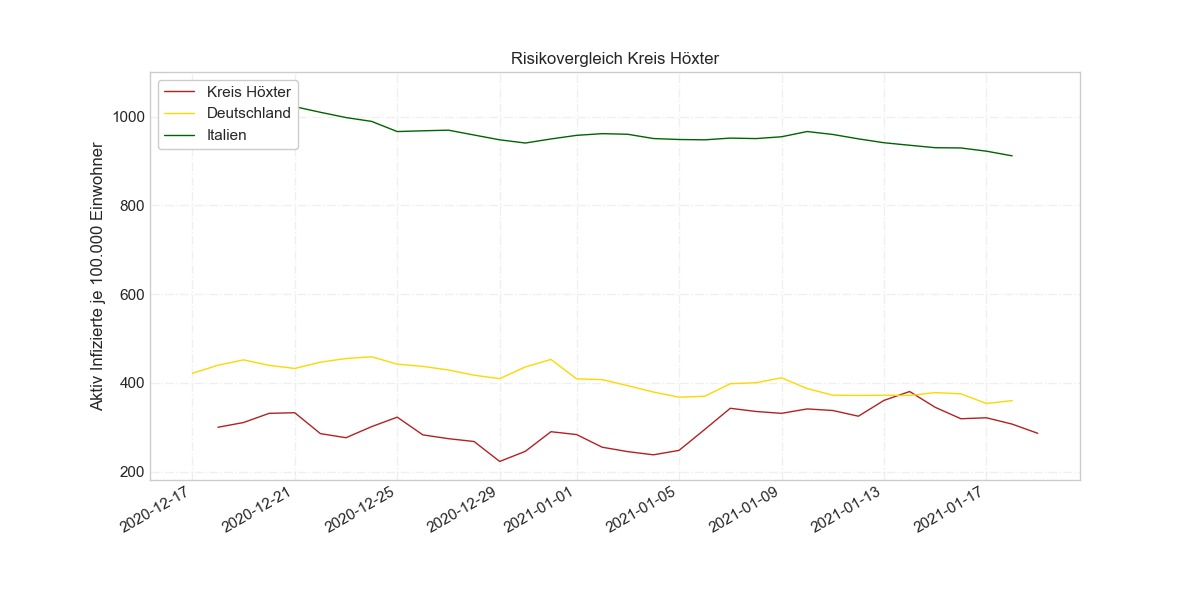 Risikovergleich Kreis Höxter
Kreis Höxter
Deutschland
Italien
Aktiv Infizierte je 100.000 Einwohner
1000
800
600
400
200
2020-12-17
2020-12-21
2020-12-25
2020-12-29
2021-01-01
2021-01-05
2021-01-09
2021-01-13
2021-01-17